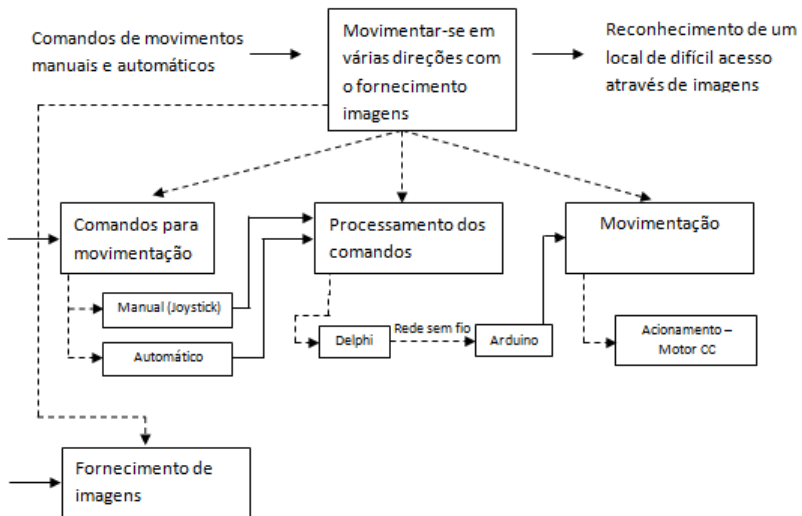 Comandos de movimentos
manuais e automáticos
Movimentar-se em
várias direções com
o fornecimento
imagens
Reconhecimento de um
local de difícil acesso
através de imagens
Comandos para
movimentação
Processamento dos
comandos
Movimentação
Manual (Joystick)
Automático
Delphi
Rede sem fio
Arduino
Acionamento –
Motor CC
Fornecimento de
imagens